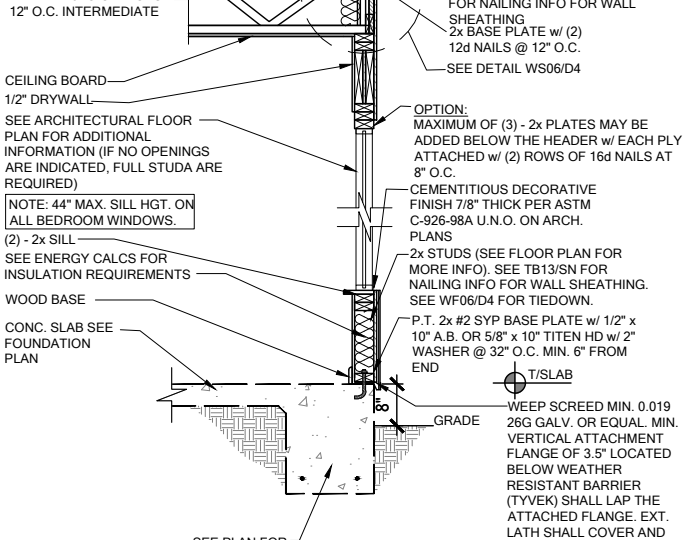 12" O.C. INTERMEDIATE
CEILING BOARD
1/2" DRYWALL
SEE ARCHITECTURAL FLOOR
PLAN FOR ADDITIONAL
INFORMATION (IF NO OPENINGS
ARE INDICATED, FULL STUDA ARE
REQUIRED)
NOTE: 44" MAX. SILL HGT. ON
ALL BEDROOM WINDOWS.
(2) - 2x SILL
SEE ENERGY CALCS FOR
INSULATION REQUIREMENTS
WOOD BASE
CONC. SLAB SEE
FOUNDATION
PLAN
SEE PLAN FOR
FOR NAILING INFO FOR WALL
SHEATHING
2x BASE PLATE w/ (2)
12d NAILS @ 12" O.C.
SEE DETAIL WS06/D4
OPTION:
MAXIMUM OF (3) - 2x PLATES MAY BE
ADDED BELOW THE HEADER w/ EACH PLY
ATTACHED w/ (2) ROWS OF 16d NAILS AT
8" O.C.
CEMENTITIOUS DECORATIVE
FINISH 7/8" THICK PER ASTM
C-926-98A U.N.O. ON ARCH.
PLANS
2x STUDS (SEE FLOOR PLAN FOR
MORE INFO). SEE TB13/SN FOR
NAILING INFO FOR WALL SHEATHING.
SEE WF06/D4 FOR TIEDOWN.
P.T. 2x #2 SYP BASE PLATE w/ 1/2" x
10" A.B. OR 5/8" x 10" TITEN HD w/ 2"
WASHER @ 32" O.C. MIN. 6" FROM
END
T/SLAB
8"
GRADE
WEEP SCREED MIN. 0.019
26G GALV. OR EQUAL. MIN.
VERTICAL ATTACHMENT
FLANGE OF 3.5" LOCATED
BELOW WEATHER
RESISTANT BARRIER
(TYVEK) SHALL LAP THE
ATTACHED FLANGE. EXT.
LATH SHALL COVER AND